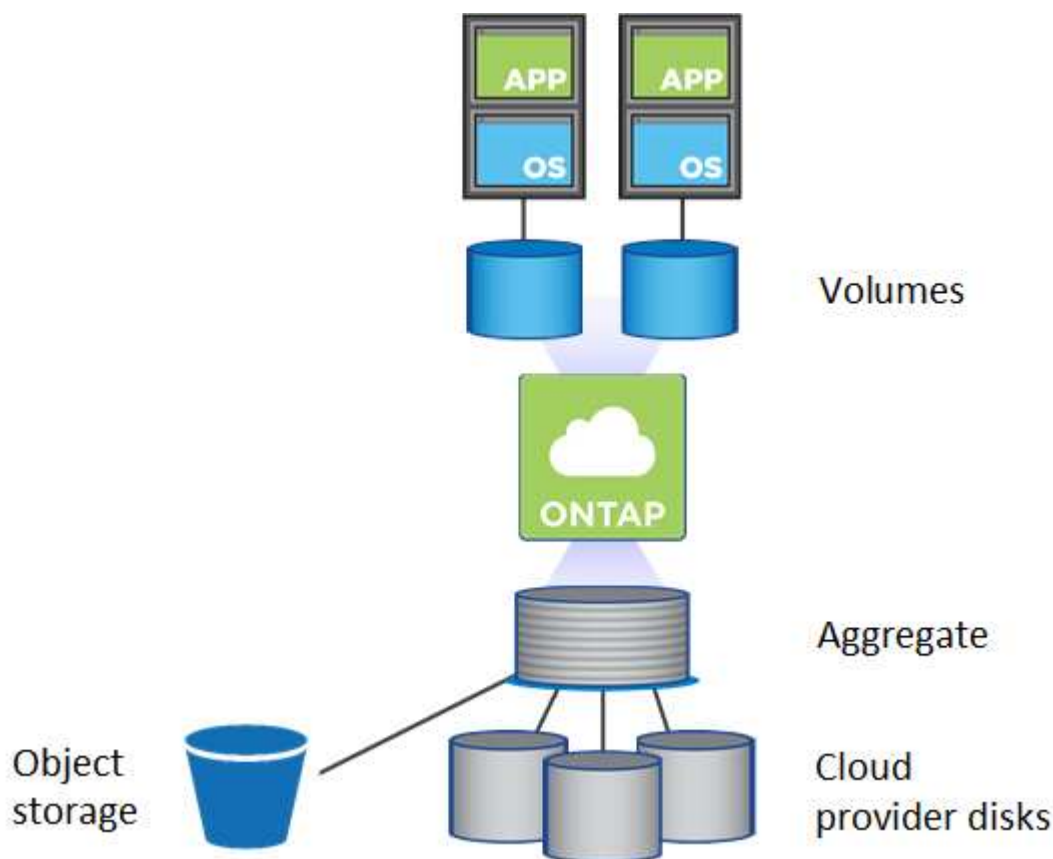 APP
APP
OS
OS
Volumes
ONTAP
Aggregate
Object
storage
Cloud
provider disks